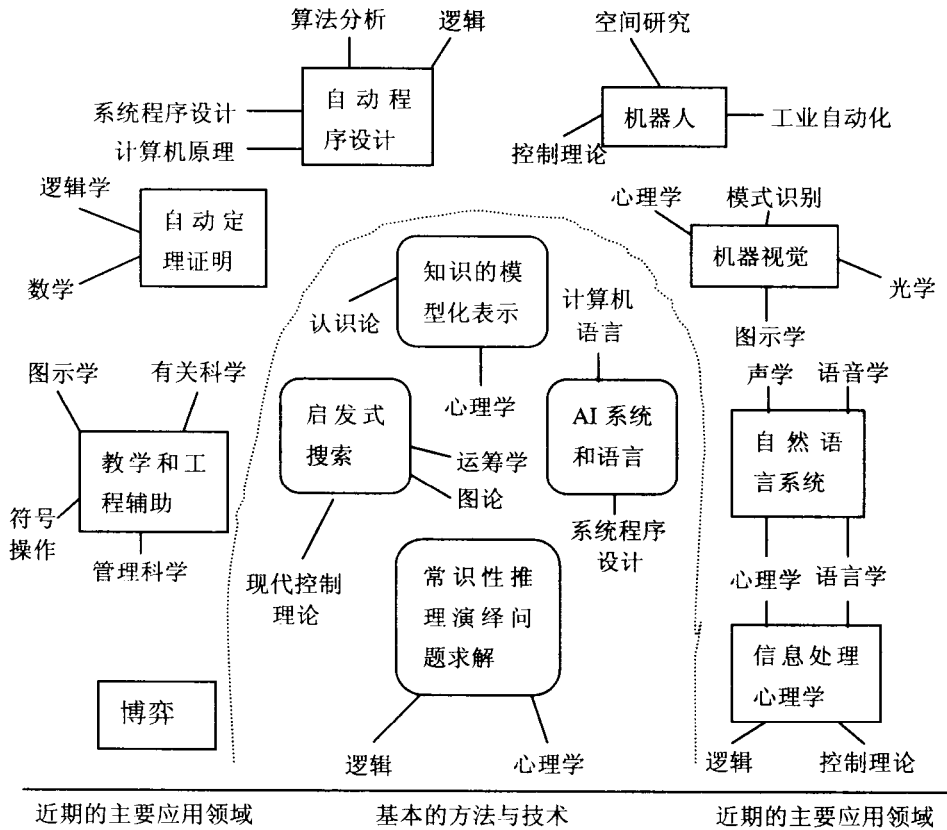 算法分析
逻辑
空间研究
系统程序设计
自动程
序设计
机器人
工业自动化
计算机原理
控制理论
逻辑学
心理学
模式识别
自动定
理证明
机器视觉
数学
光学
知识的模
型化表示
认识论
计算机
语言
图示学
图示学
有关科学
心理学
声学
语音学
启发式
搜索
AI 系统
和语言
自然语
言系统
教学和工
程辅助
运筹学
图论
符号
操作
系统程序
设计
管理科学
现代控制
理论
常识性推
理演绎问
题求解
心理学
语言学
信息处理
心理学
博弈
逻辑
心理学
逻辑
控制理论
近期的主要应用领域
基本的方法与技术
近期的主要应用领域